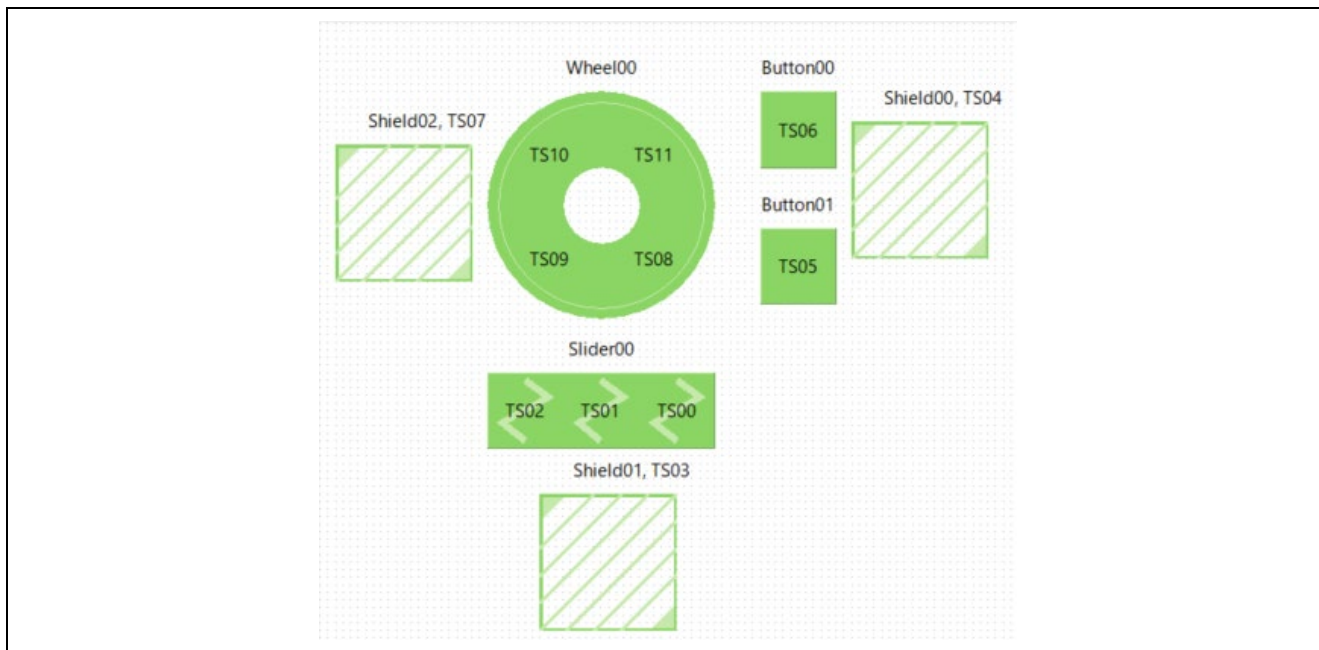 Wheel00
Button00
Shield00, TS04
Shield02, TS07
TS06
TS10 TS11
Button01
TS09 TS08
TS05
Slider00
TS02 TS01 TS00
Shield01, TS03